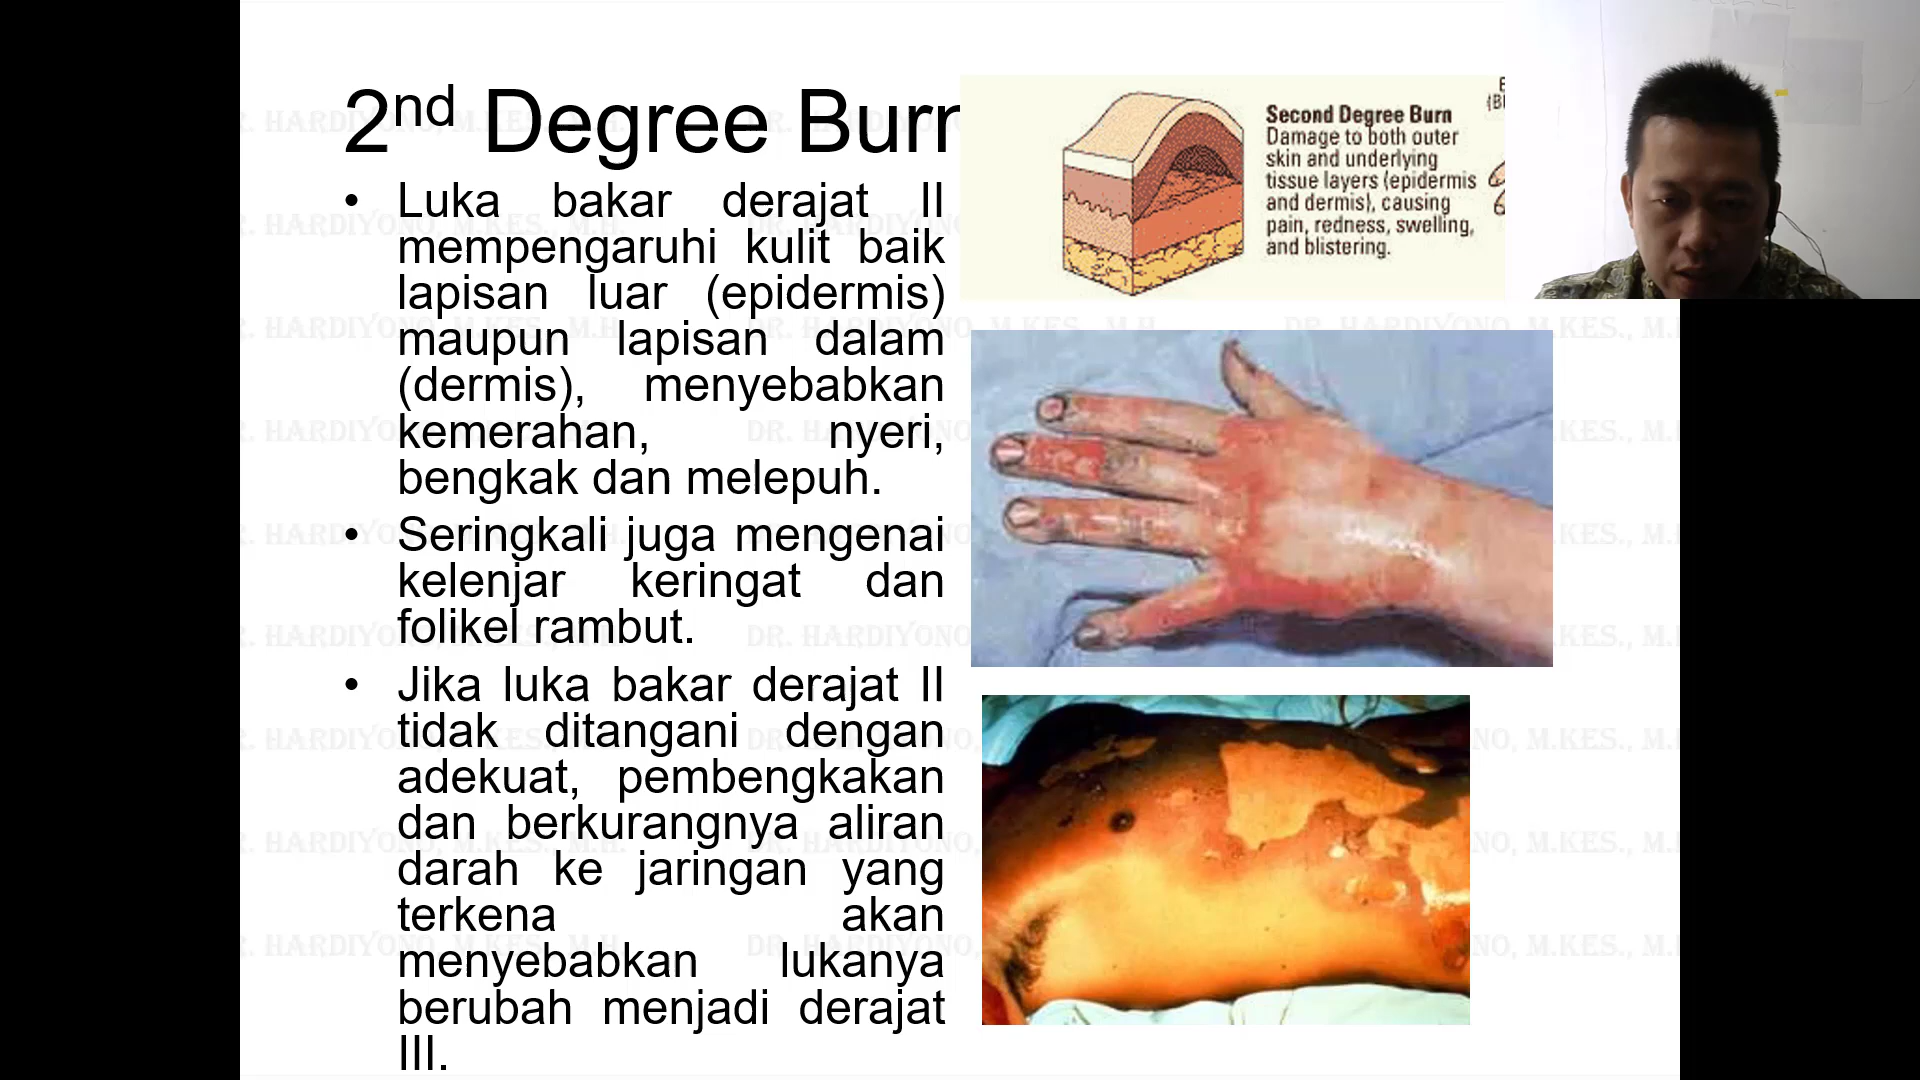 2nd Degree Burn
• Luka bakar derajat II
mempengaruhi kulit baik
lapisan luar (epidermis)
maupun lapisan dalam
(dermis), menyebabkan
kemerahan, nyeri,
bengkak dan melepuh.
• Seringkali juga mengenai
kelenjar keringat dan
folikel rambut.
• Jika luka bakar derajat II
tidak ditangani dengan
adekuat, pembengkakan
dan berkurangnya aliran
darah ke jaringan yang
terkena akan
menyebabkan lukanya
berubah menjadi derajat
III.
Second Degree Burn
Damage to both outer
skin and underlying
tissue layers (epidermis
and dermis), causing
pain, redness, swelling,
and blistering.
DR. HARDIYONO, M.KES., M.H.